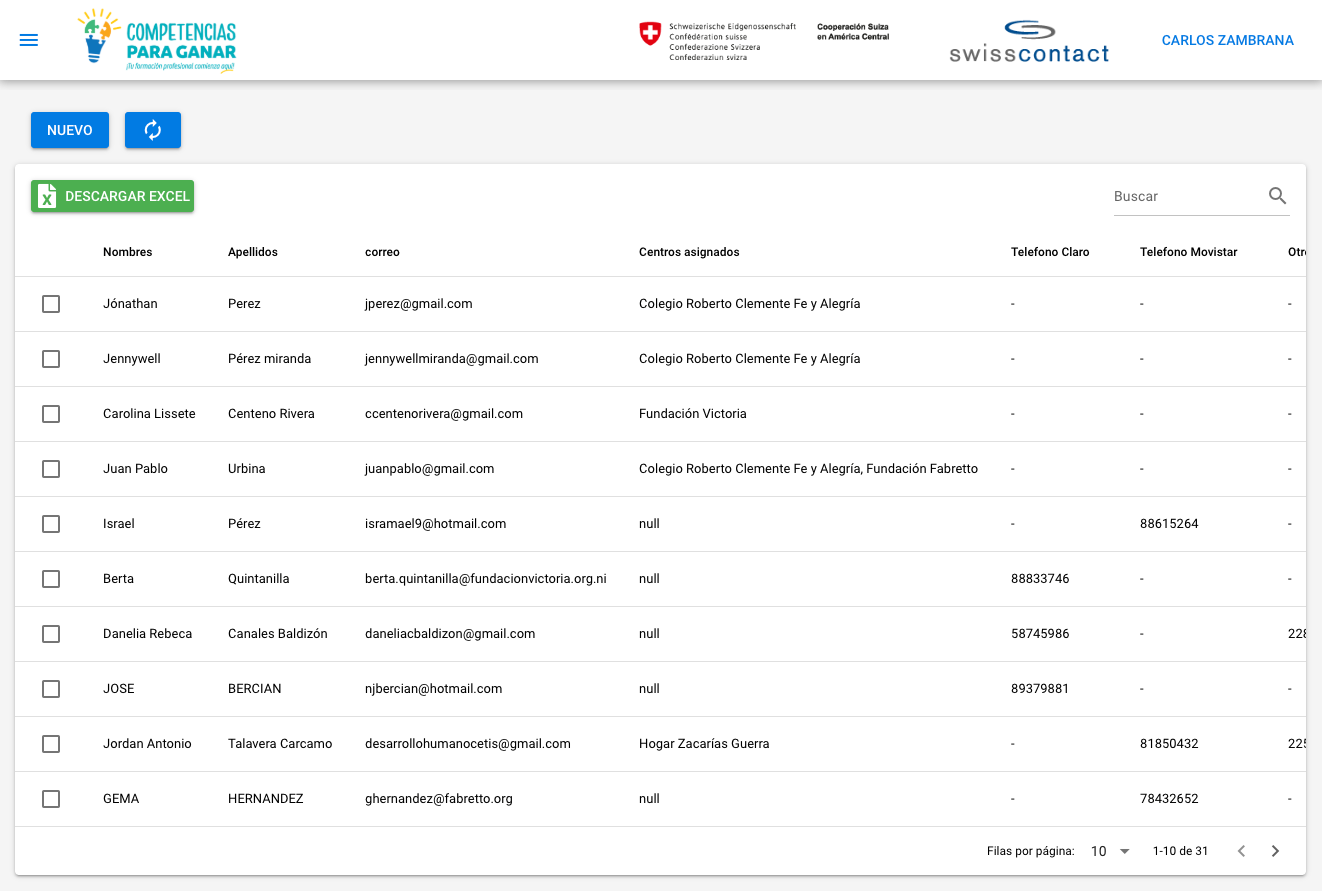 COMPETENCIAS
PARA GANAR
¡Tu formación profesional comienza aquí!
Schweizerische Eidgenossenschaft
Confédération suisse
Confederazione Svizzera
Confederaziun svizra
Cooperación Suiza
en América Central
swisscontact
CARLOS ZAMBRANA
NUEVO
DESCARGAR EXCEL
Buscar
Nombres Apellidos correo Centros asignados Telefono Claro Telefono Movistar Otro
Jónathan Perez jperez@gmail.com Colegio Roberto Clemente Fe y Alegría - - -
Jennywell Pérez miranda jennywellmiranda@gmail.com Colegio Roberto Clemente Fe y Alegría - - -
Carolina Lissete Centeno Rivera ccentenorivera@gmail.com Fundación Victoria - - -
Juan Pablo Urbina juanpablo@gmail.com Colegio Roberto Clemente Fe y Alegría, Fundación Fabretto - - -
Israel Pérez isramael9@hotmail.com null - 88615264 -
Berta Quintanilla berta.quintanilla@fundacionvictoria.org.ni null 88833746 - -
Danelia Rebeca Canales Baldizón daneliacbaldizon@gmail.com null 58745986 - 228
JOSE BERCIAN njbercian@hotmail.com null 89379881 - -
Jordan Antonio Talavera Carcamo desarrollohumanocetis@gmail.com Hogar Zacarías Guerra - 81850432 225
GEMA HERNANDEZ ghernandez@fabretto.org null - 78432652 -
Filas por página: 10 1-10 de 31